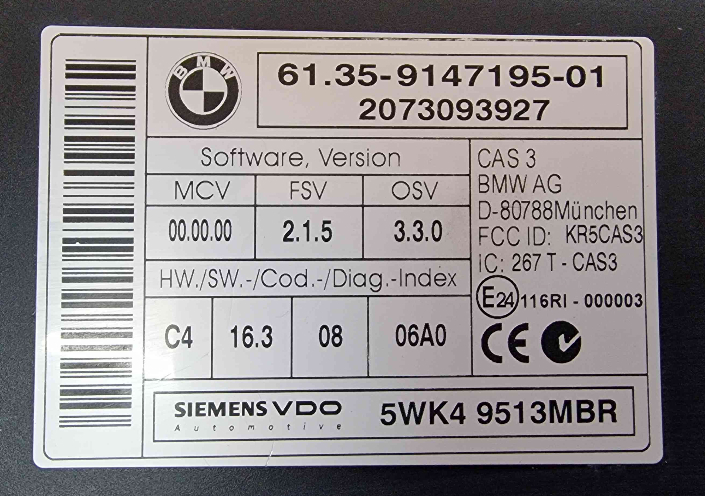 BMW
61.35-9147195-01
2073093927
Software, Version
MCV FSV OSV
00.00.00 2.1.5 3.3.0
HW./SW.-/Cod.-/Diag.-Index
C4 16.3 08 06A0
CAS 3
BMW AG
D-80788München
FCC ID: KR5CAS3
IC: 267 T - CAS3
E24 116RI - 000003
CE
SIEMENS VDO
Automotive
5WK4 9513MBR